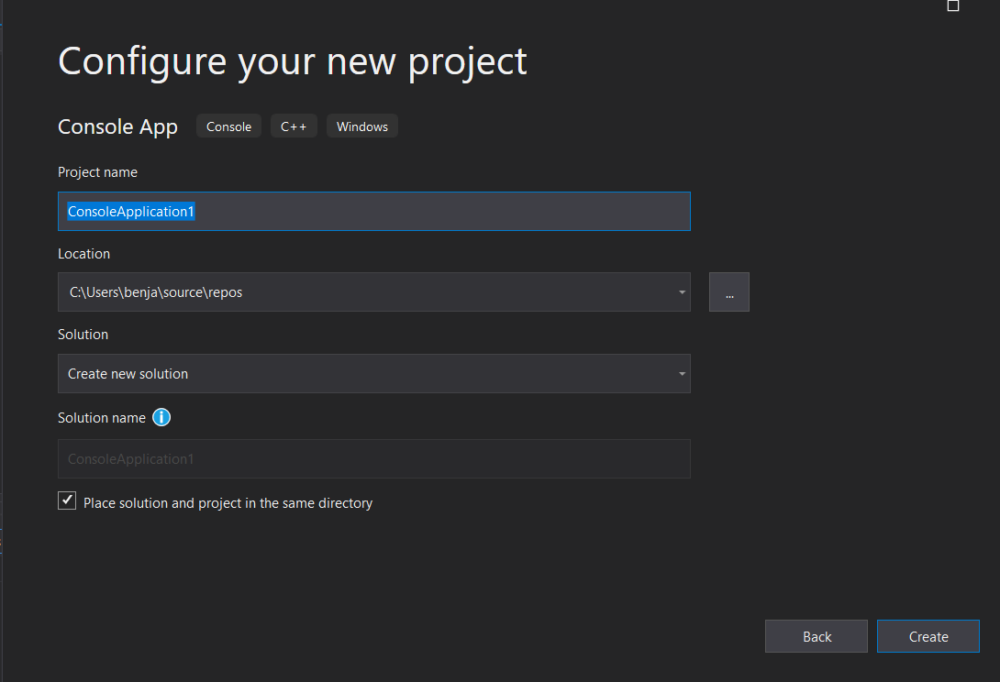 Configure your new project
Console App Console C++ Windows
Project name
ConsoleApplication1
Location
C:\Users\benja\source\repos
...
Solution
Create new solution
Solution name
ConsoleApplication1
Place solution and project in the same directory
Back Create